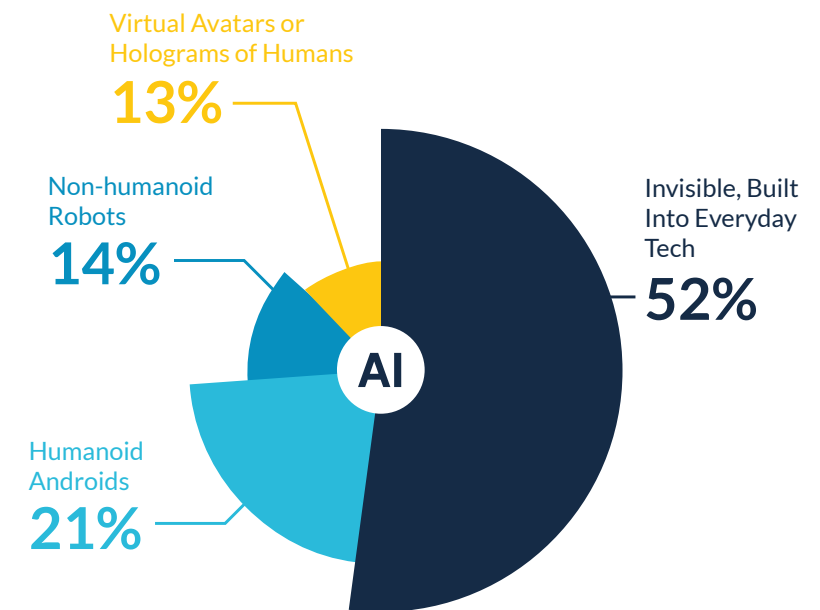 Virtual Avatars or
Holograms of Humans
13%
Non-humanoid
Robots
14%
Invisible, Built
Into Everyday
Tech
52%
AI
Humanoid
Androids
21%